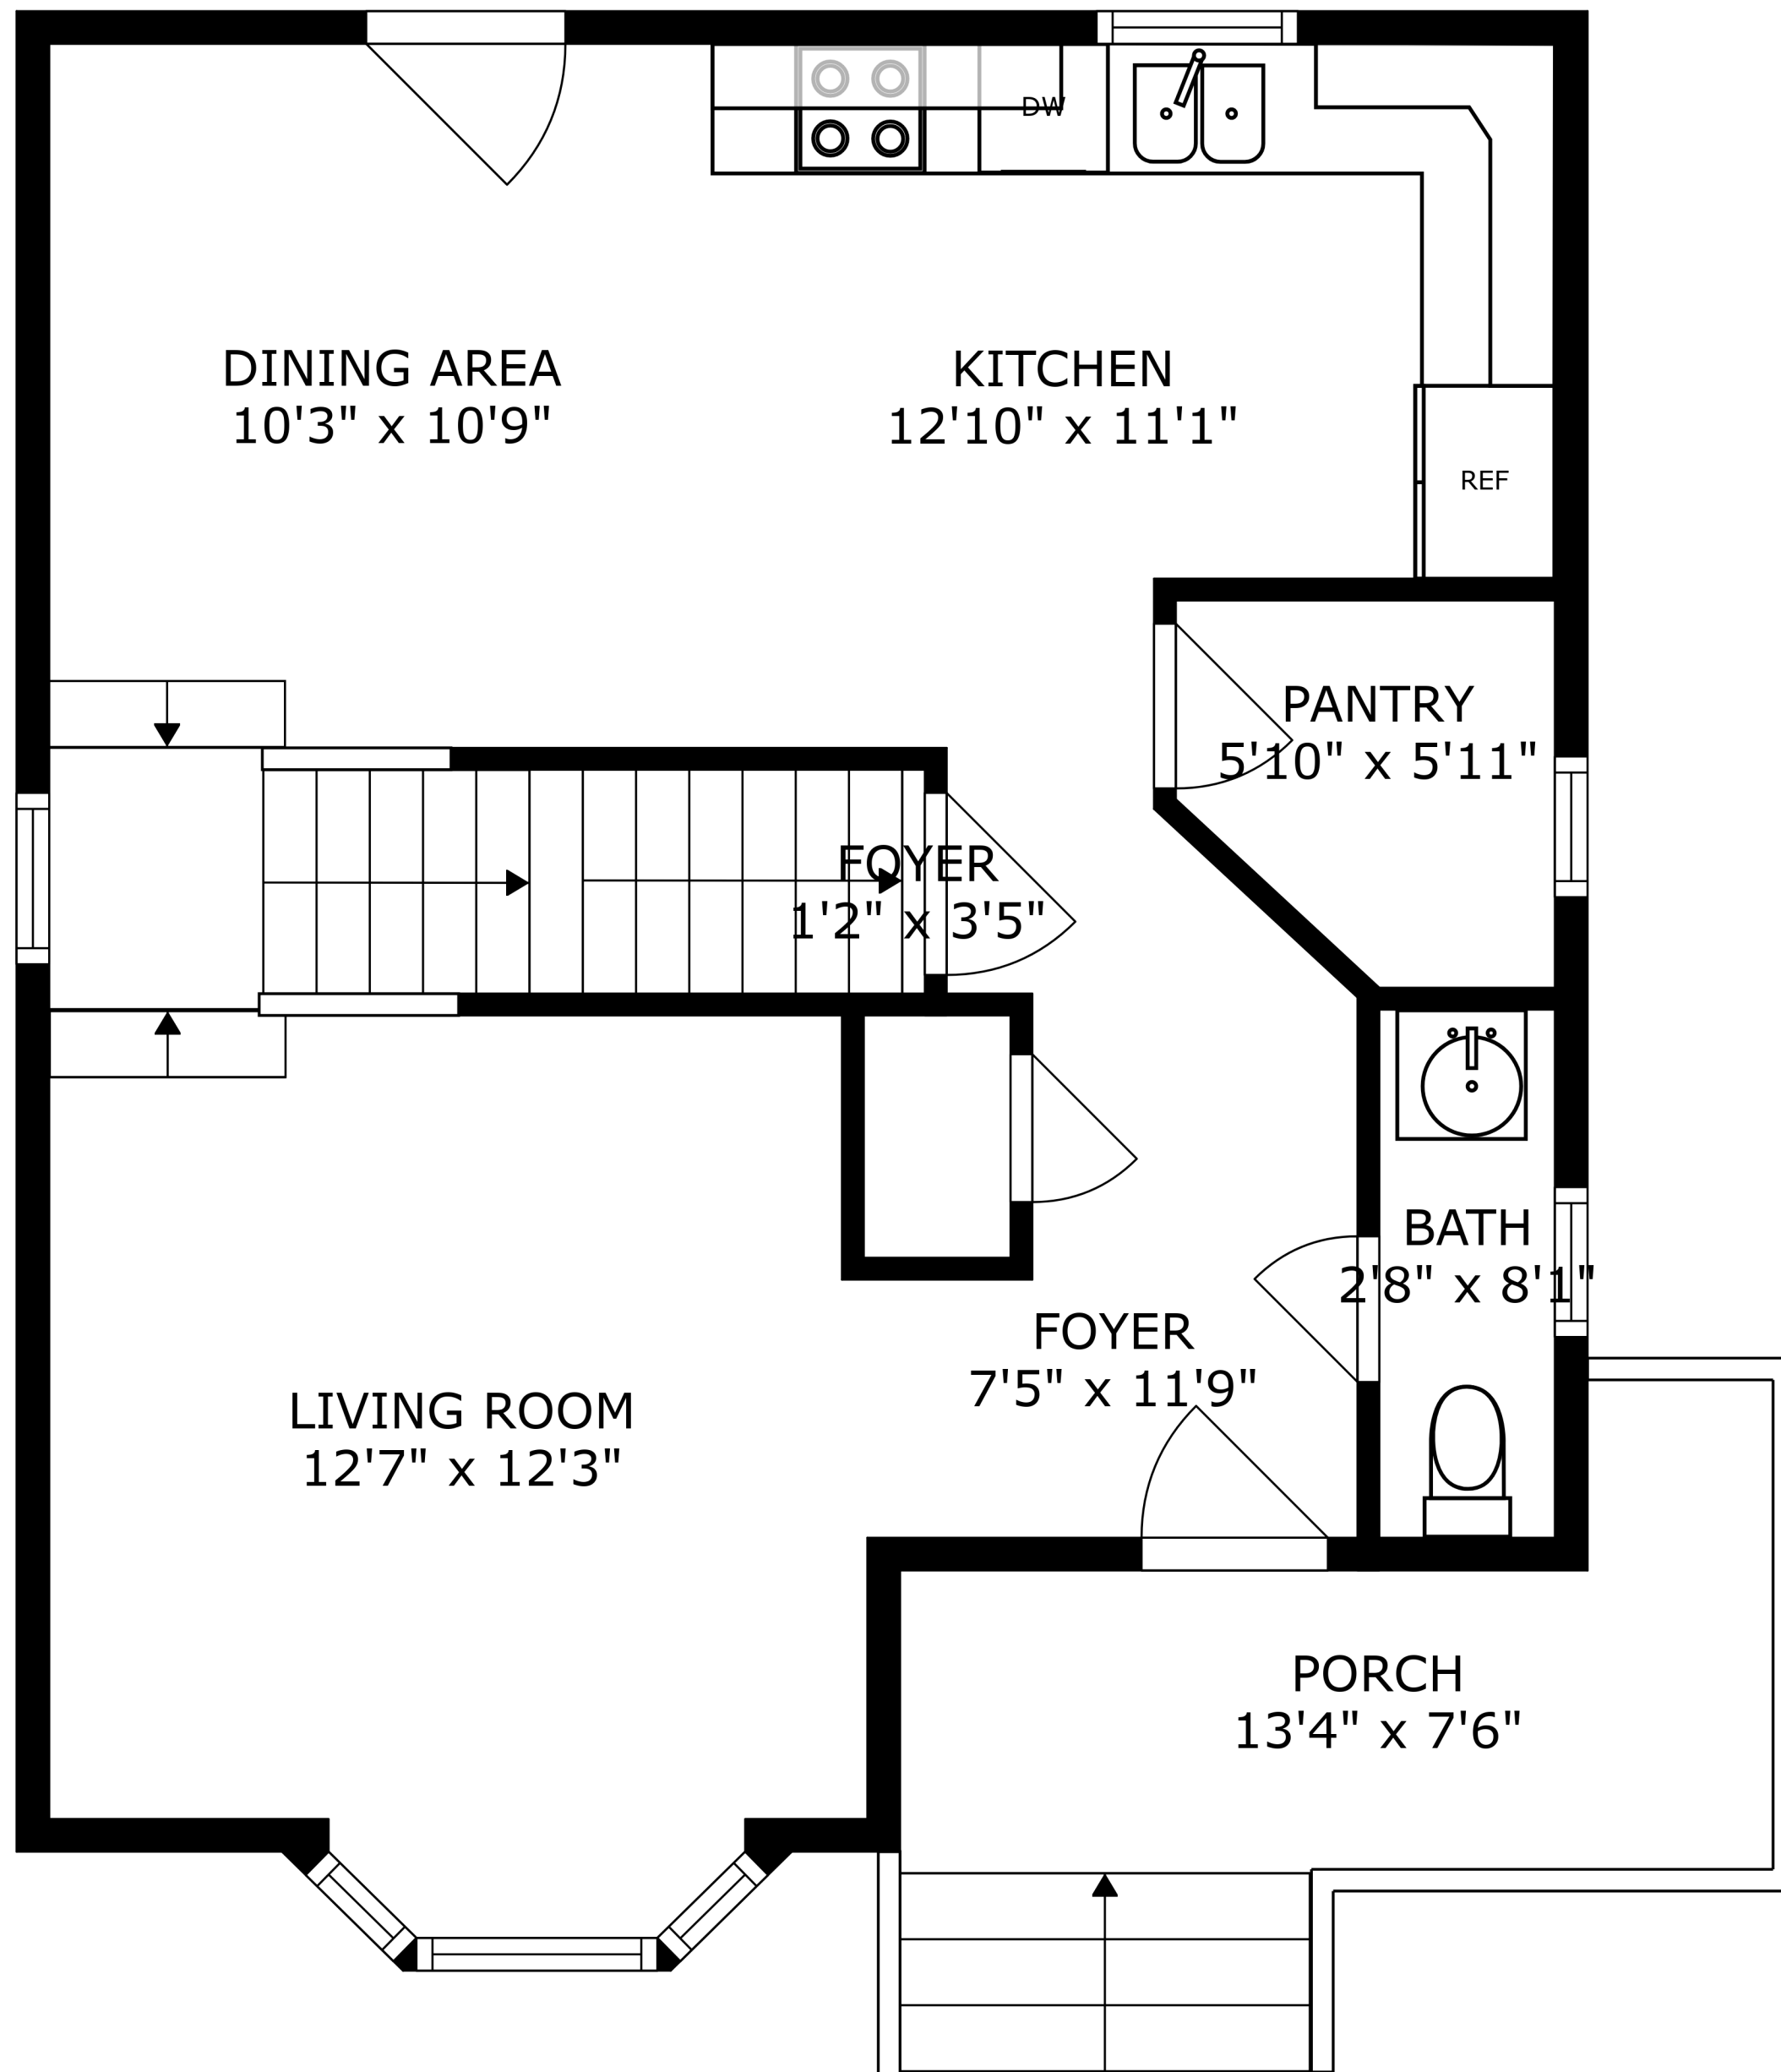 DW
DINING AREA
10'3" x 10'9"
KITCHEN
12'10" x 11'1"
REF
PANTRY
5'10" x 5'11"
FOYER
1'2" x 3'5"
BATH
2'8" x 8'1"
FOYER
7'5" x 11'9"
LIVING ROOM
12'7" x 12'3"
PORCH
13'4" x 7'6"